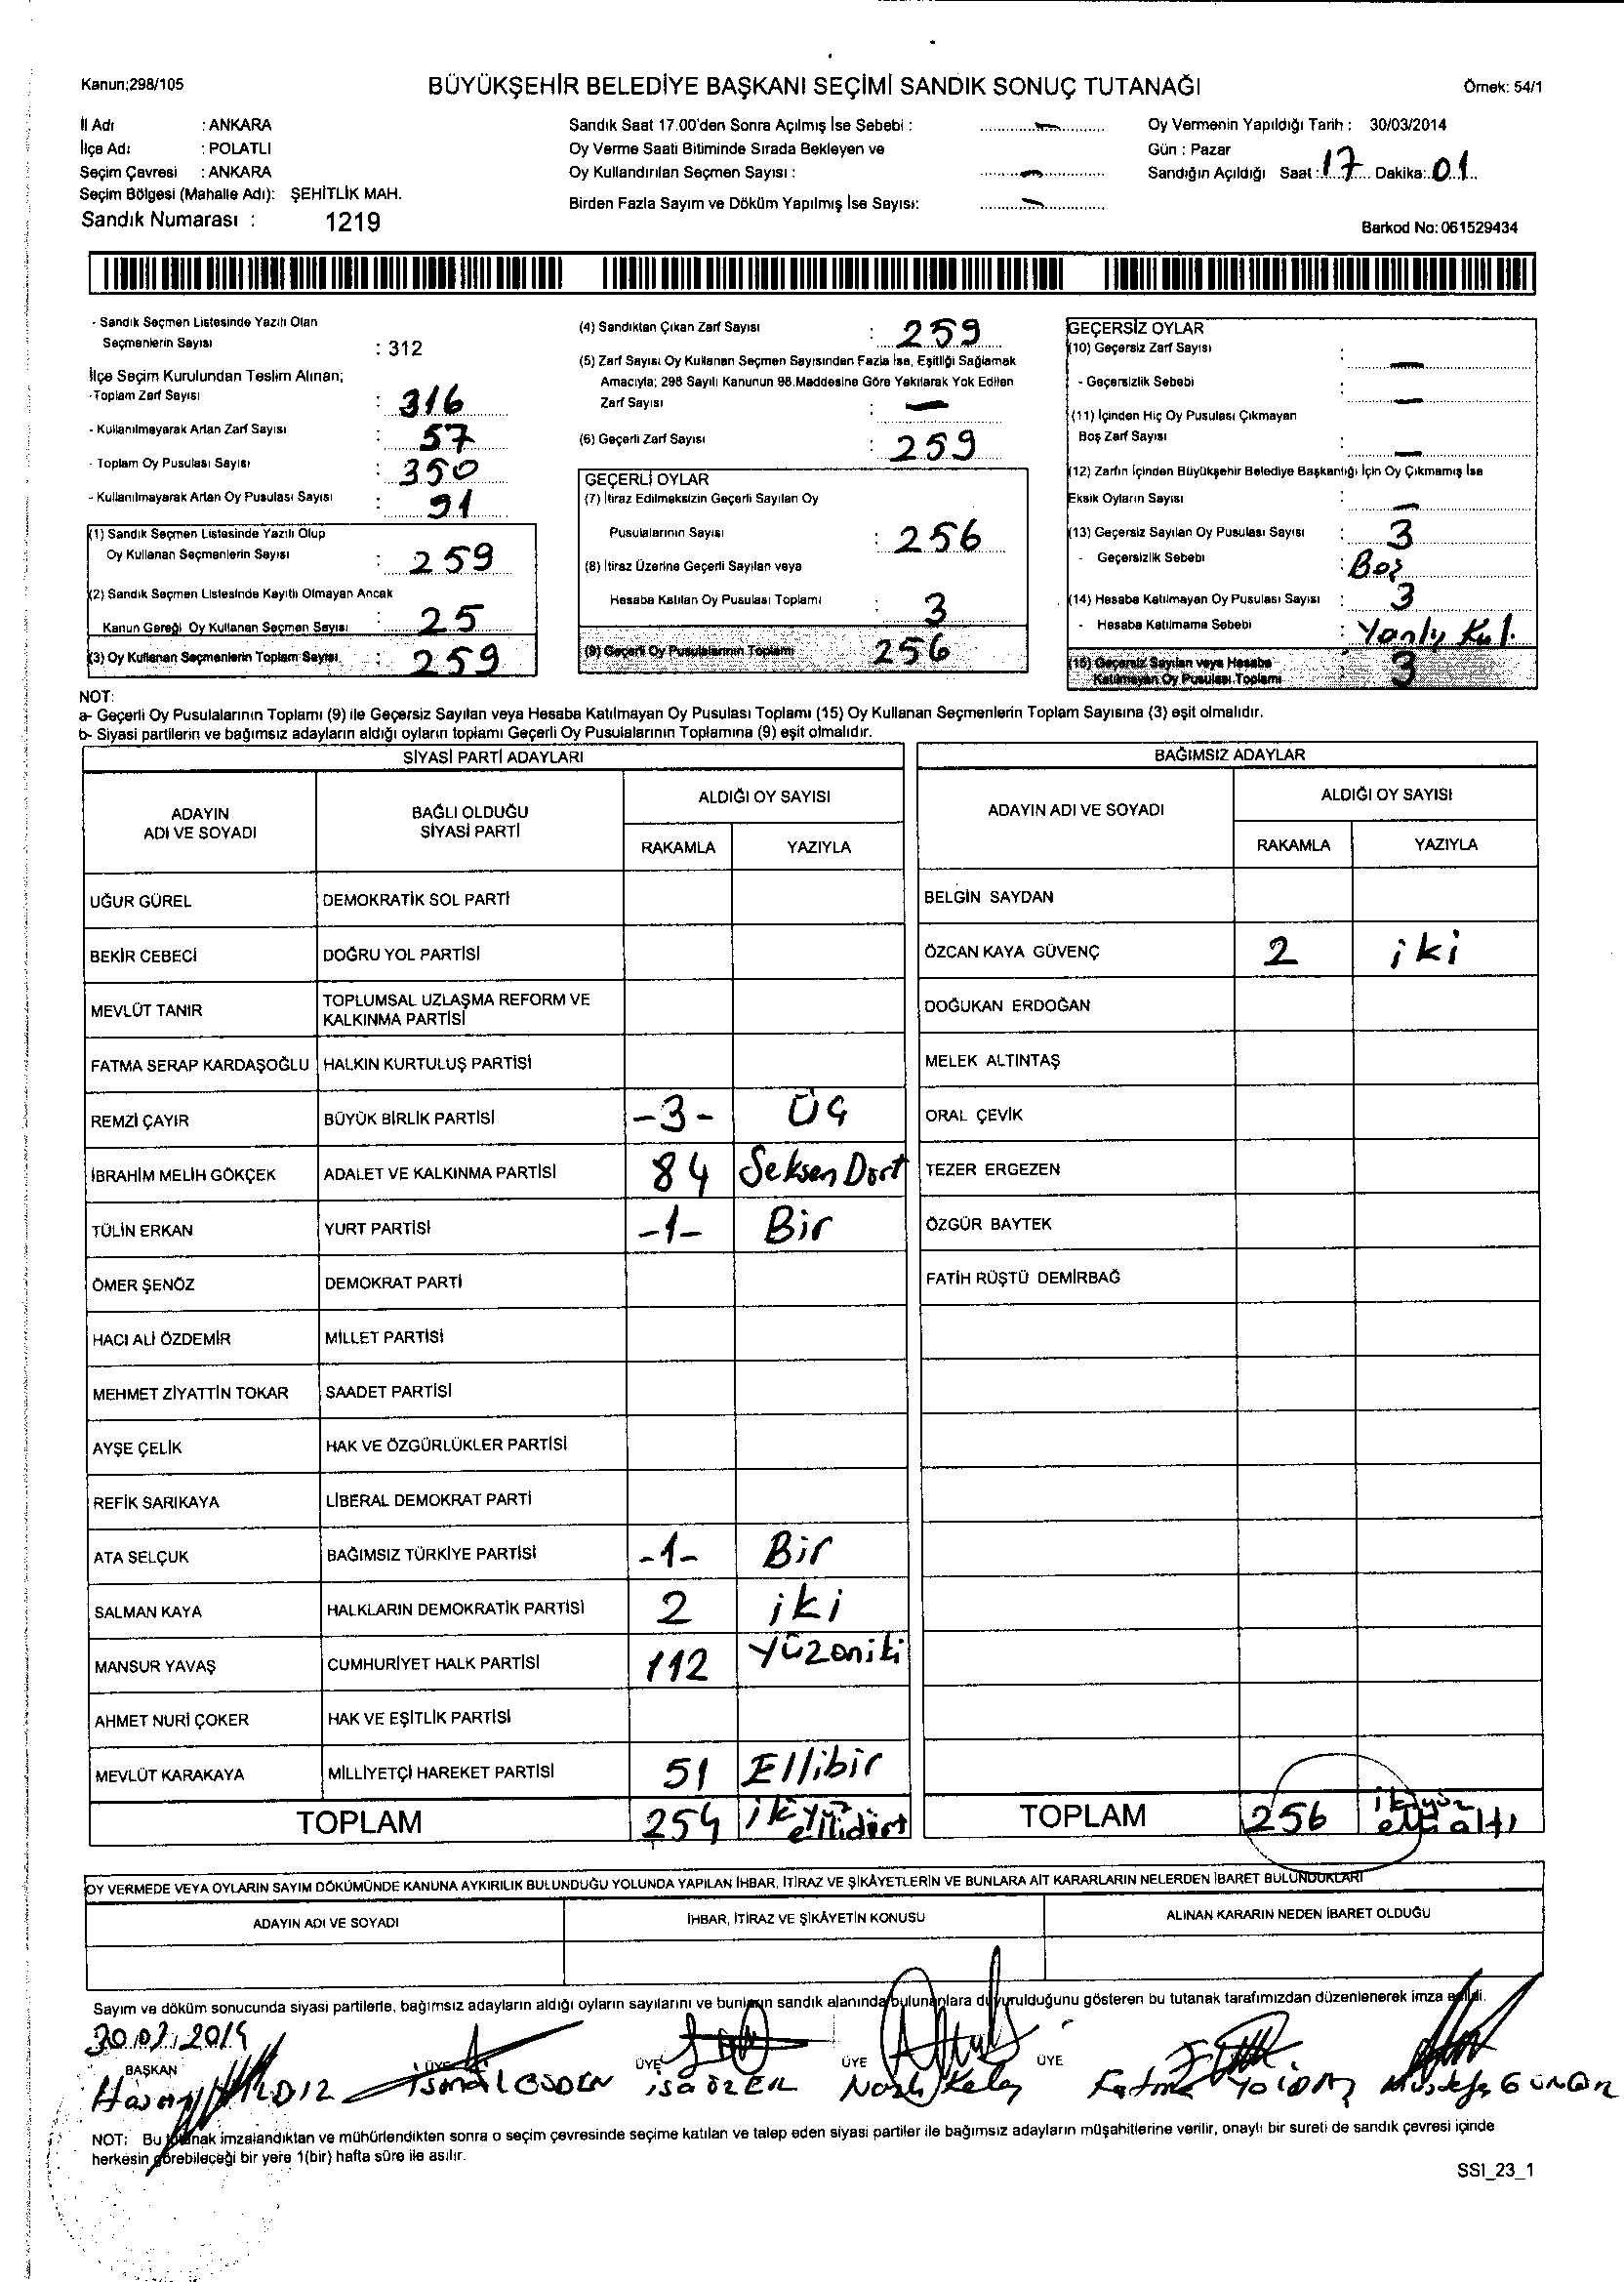 Kanun;298/105
BÜYÜKŞEHİR BELEDİYE BAŞKANI SEÇİMİ SANDIK SONUÇ TUTANAĞI
Örnek: 54/1
İl Adı : ANKARA
İlçe Adı : POLATLI
Seçim Çevresi : ANKARA
Seçim Bölgesi (Mahalle Adı): ŞEHİTLİK MAH.
Sandık Numarası : 1219
Sandık Saat 17.00'den Sonra Açılmış İse Sebebi : –
Oy Verme Saati Bitiminde Sırada Bekleyen ve
Oy Kullandırılan Seçmen Sayısı : –
Birden Fazla Sayım ve Döküm Yapılmış İse Sayısı: –
Oy Vermenin Yapıldığı Tarih : 30/03/2014
Gün : Pazar
Sandığın Açıldığı Saat : 17 Dakika: 01
Barkod No: 061529434
- Sandık Seçmen Listesinde Yazılı Olan
Seçmenlerin Sayısı : 312
İlçe Seçim Kurulundan Teslim Alınan;
-Toplam Zarf Sayısı : 316
- Kullanılmayarak Artan Zarf Sayısı : 57
- Toplam Oy Pusulası Sayısı : 350
- Kullanılmayarak Artan Oy Pusulası Sayısı : 91
(1) Sandık Seçmen Listesinde Yazılı Olup
Oy Kullanan Seçmenlerin Sayısı : 259
(2) Sandık Seçmen Listesinde Kayıtlı Olmayan Ancak
Kanun Gereği Oy Kullanan Seçmen Sayısı : 25
(3) Oy Kullanan Seçmenlerin Toplam Sayısı : 259
(4) Sandıktan Çıkan Zarf Sayısı : 259
(5) Zarf Sayısı Oy Kullanan Seçmen Sayısından Fazla İse, Eşitliği Sağlamak
Amacıyla; 298 Sayılı Kanunun 98.Maddesine Göre Yakılarak Yok Edilen
Zarf Sayısı : –
(6) Geçerli Zarf Sayısı : 259
GEÇERLİ OYLAR
(7) İtiraz Edilmeksizin Geçerli Sayılan Oy
Pusulalarının Sayısı : 256
(8) İtiraz Üzerine Geçerli Sayılan veya
Hesaba Katılan Oy Pusulası Toplamı : 3
(9) Geçerli Oy Pusulalarının Toplamı 256
GEÇERSİZ OYLAR
(10) Geçersiz Zarf Sayısı : –
- Geçersizlik Sebebi : –
(11) İçinden Hiç Oy Pusulası Çıkmayan
Boş Zarf Sayısı : –
(12) Zarfın İçinden Büyükşehir Belediye Başkanlığı İçin Oy Çıkmamış İse
Eksik Oyların Sayısı : –
(13) Geçersiz Sayılan Oy Pusulası Sayısı : 3
- Geçersizlik Sebebi : Boş
(14) Hesaba Katılmayan Oy Pusulası Sayısı : 3
- Hesaba Katılmama Sebebi : Yanlış Kul.
(15) Geçersiz Sayılan veya Hesaba
Katılmayan Oy Pusulası Toplamı : 3
NOT:
a- Geçerli Oy Pusulalarının Toplamı (9) ile Geçersiz Sayılan veya Hesaba Katılmayan Oy Pusulası Toplamı (15) Oy Kullanan Seçmenlerin Toplam Sayısına (3) eşit olmalıdır.
b- Siyasi partilerin ve bağımsız adayların aldığı oyların toplamı Geçerli Oy Pusulalarının Toplamına (9) eşit olmalıdır.
SİYASİ PARTİ ADAYLARI
ADAYIN ADI VE SOYADI
BAĞLI OLDUĞU SİYASİ PARTİ
ALDIĞI OY SAYISI
RAKAMLA YAZIYLA
UĞUR GÜREL DEMOKRATİK SOL PARTİ
BEKİR CEBECİ DOĞRU YOL PARTİSİ
MEVLÜT TANIR TOPLUMSAL UZLAŞMA REFORM VE
KALKINMA PARTİSİ
FATMA SERAP KARDAŞOĞLU HALKIN KURTULUŞ PARTİSİ
REMZİ ÇAYIR BÜYÜK BİRLİK PARTİSİ -3- Üç
İBRAHİM MELİH GÖKÇEK ADALET VE KALKINMA PARTİSİ 84 Seksen Dört
TÜLİN ERKAN YURT PARTİSİ -1- Bir
ÖMER ŞENÖZ DEMOKRAT PARTİ
HACI ALİ ÖZDEMİR MİLLET PARTİSİ
MEHMET ZİYATTİN TOKAR SAADET PARTİSİ
AYŞE ÇELİK HAK VE ÖZGÜRLÜKLER PARTİSİ
REFİK SARIKAYA LİBERAL DEMOKRAT PARTİ
ATA SELÇUK BAĞIMSIZ TÜRKİYE PARTİSİ -1- Bir
SALMAN KAYA HALKLARIN DEMOKRATİK PARTİSİ 2 iki
MANSUR YAVAŞ CUMHURİYET HALK PARTİSİ 112 Yüzoniki
AHMET NURİ ÇOKER HAK VE EŞİTLİK PARTİSİ
MEVLÜT KARAKAYA MİLLİYETÇİ HAREKET PARTİSİ 51 Ellibir
TOPLAM 254 ikiyüz ellidört
BAĞIMSIZ ADAYLAR
ADAYIN ADI VE SOYADI
ALDIĞI OY SAYISI
RAKAMLA YAZIYLA
BELGİN SAYDAN
ÖZCAN KAYA GÜVENÇ 2 iki
DOĞUKAN ERDOĞAN
MELEK ALTINTAŞ
ORAL ÇEVİK
TEZER ERGEZEN
ÖZGÜR BAYTEK
FATİH RÜŞTÜ DEMİRBAĞ
TOPLAM 256 ikiyüz elli altı
OY VERMEDE VEYA OYLARIN SAYIM DÖKÜMÜNDE KANUNA AYKIRILIK BULUNDUĞU YOLUNDA YAPILAN İHBAR, İTİRAZ VE ŞİKÂYETLERİN VE BUNLARA AİT KARARLARIN NELERDEN İBARET BULUNDUKLARI
ADAYIN ADI VE SOYADI İHBAR, İTİRAZ VE ŞİKÂYETİN KONUSU ALINAN KARARIN NEDEN İBARET OLDUĞU
Sayım ve döküm sonucunda siyasi partilerle, bağımsız adayların aldığı oyların sayılarını ve bunların sandık alanında bulunanlara duyurulduğunu gösteren bu tutanak tarafımızdan düzenlenerek imza edildi.
30.03.2014
BAŞKAN ÜYE ÜYE ÜYE ÜYE
Hasan YILDIZ İsmail isa ÖZER Nazlı Keleş Fatma Mustafa
NOT: Bu tutanak imzalandıktan ve mühürlendikten sonra o seçim çevresinde seçime katılan ve talep eden siyasi partiler ile bağımsız adayların müşahitlerine verilir, onaylı bir sureti de sandık çevresi içinde
herkesin görebileceği bir yere 1(bir) hafta süre ile asılır.
SSI_23_1